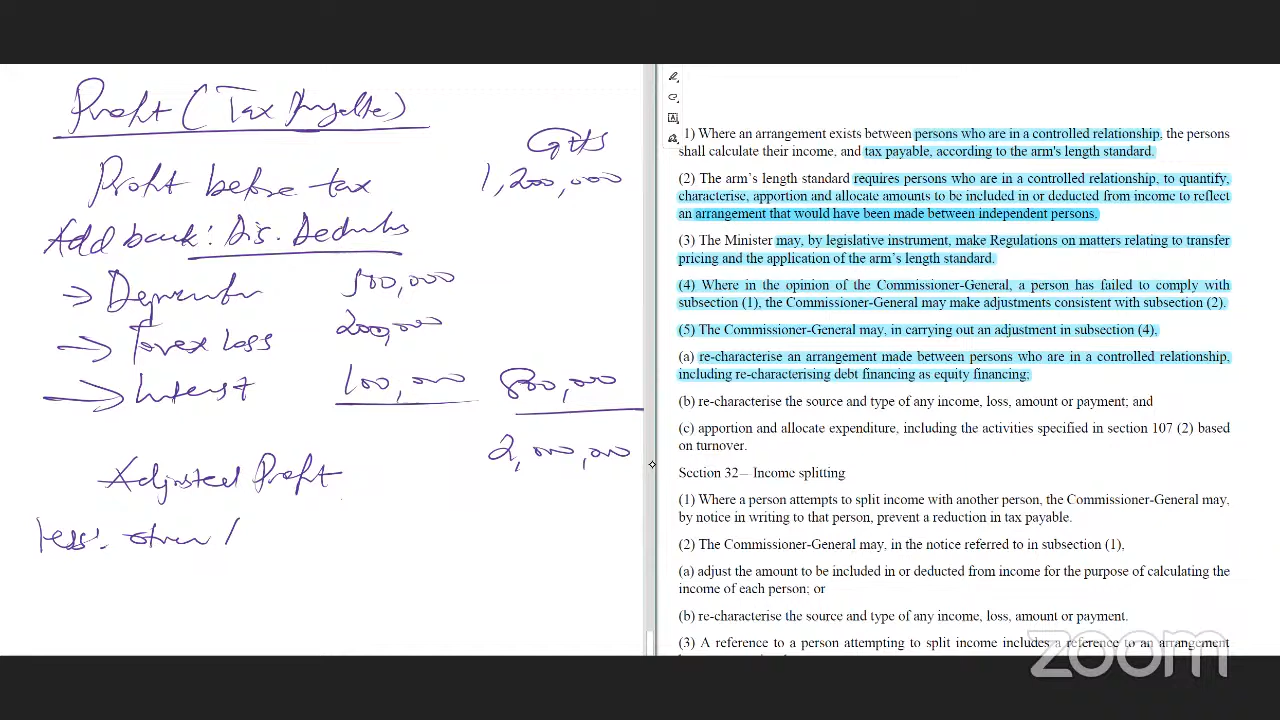 Profit (Tax Payable)
GH₵
Profit before tax 1,200,000
Add back: Dis. Deductns
→ Depreciatn 500,000
→ Forex Loss 200,000
→ Interest 100,000 800,000
2,000,000
Adjusted Profit
less: other /
1) Where an arrangement exists between persons who are in a controlled relationship, the persons
shall calculate their income, and tax payable, according to the arm's length standard.
(2) The arm’s length standard requires persons who are in a controlled relationship, to quantify,
characterise, apportion and allocate amounts to be included in or deducted from income to reflect
an arrangement that would have been made between independent persons.
(3) The Minister may, by legislative instrument, make Regulations on matters relating to transfer
pricing and the application of the arm’s length standard.
(4) Where in the opinion of the Commissioner-General, a person has failed to comply with
subsection (1), the Commissioner-General may make adjustments consistent with subsection (2).
(5) The Commissioner-General may, in carrying out an adjustment in subsection (4),
(a) re-characterise an arrangement made between persons who are in a controlled relationship,
including re-characterising debt financing as equity financing;
(b) re-characterise the source and type of any income, loss, amount or payment; and
(c) apportion and allocate expenditure, including the activities specified in section 107 (2) based
on turnover.
Section 32– Income splitting
(1) Where a person attempts to split income with another person, the Commissioner-General may,
by notice in writing to that person, prevent a reduction in tax payable.
(2) The Commissioner-General may, in the notice referred to in subsection (1),
(a) adjust the amount to be included in or deducted from income for the purpose of calculating the
income of each person; or
(b) re-characterise the source and type of any income, loss, amount or payment.
(3) A reference to a person attempting to split income includes a reference to an arrangement
zoom